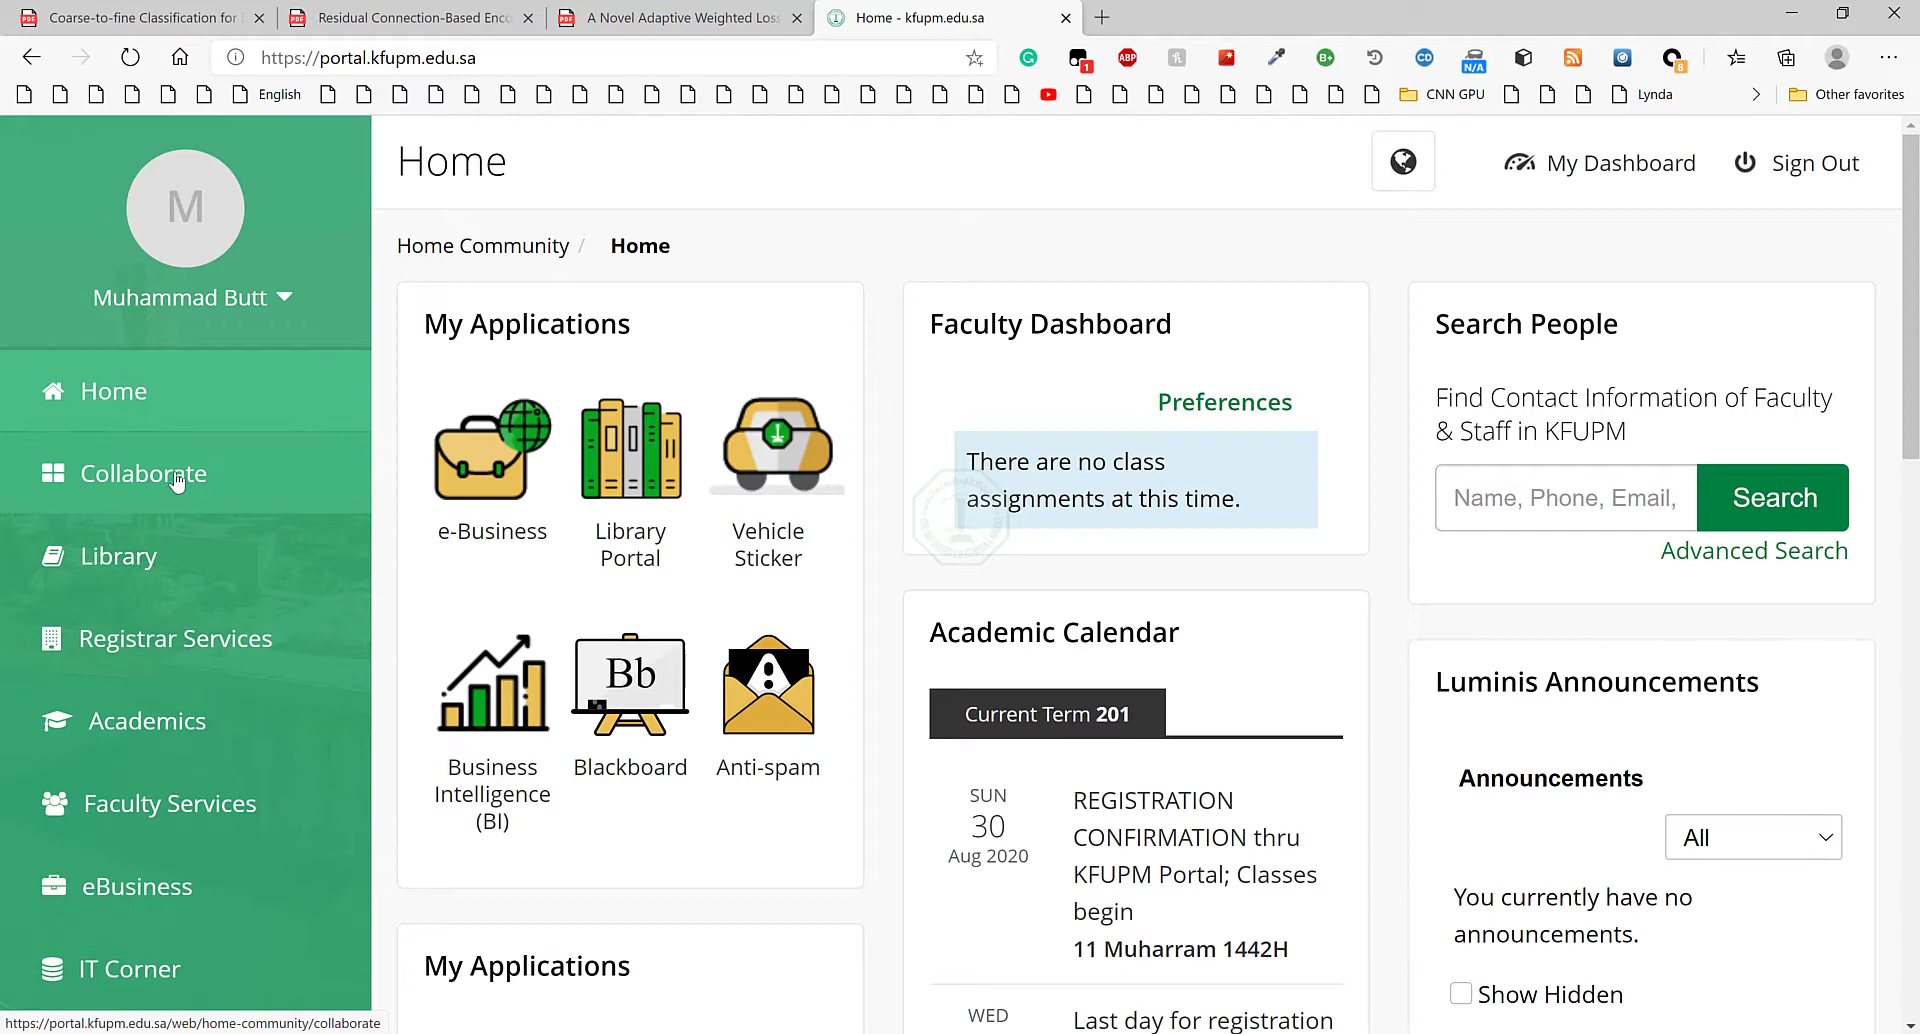 Coarse-to-fine Classification for
Residual Connection-Based Enco
A Novel Adaptive Weighted Loss
Home - kfupm.edu.sa
https://portal.kfupm.edu.sa
ABP
1
B+
CD
N/A
8
English
CNN GPU
Lynda
Other favorites
M
Muhammad Butt
Home
Collaborate
Library
Registrar Services
Academics
Faculty Services
eBusiness
IT Corner
https://portal.kfupm.edu.sa/web/home-community/collaborate
Home
My Dashboard
Sign Out
Home Community / Home
My Applications
e-Business
Library
Portal
Vehicle
Sticker
Bb
Business
Intelligence
(BI)
Blackboard
Anti-spam
My Applications
Faculty Dashboard
Preferences
There are no class
assignments at this time.
Academic Calendar
Current Term 201
SUN
30
Aug 2020
REGISTRATION
CONFIRMATION thru
KFUPM Portal; Classes
begin
11 Muharram 1442H
WED
Last day for registration
Search People
Find Contact Information of Faculty
& Staff in KFUPM
Name, Phone, Email,
Search
Advanced Search
Luminis Announcements
Announcements
All
You currently have no
announcements.
Show Hidden